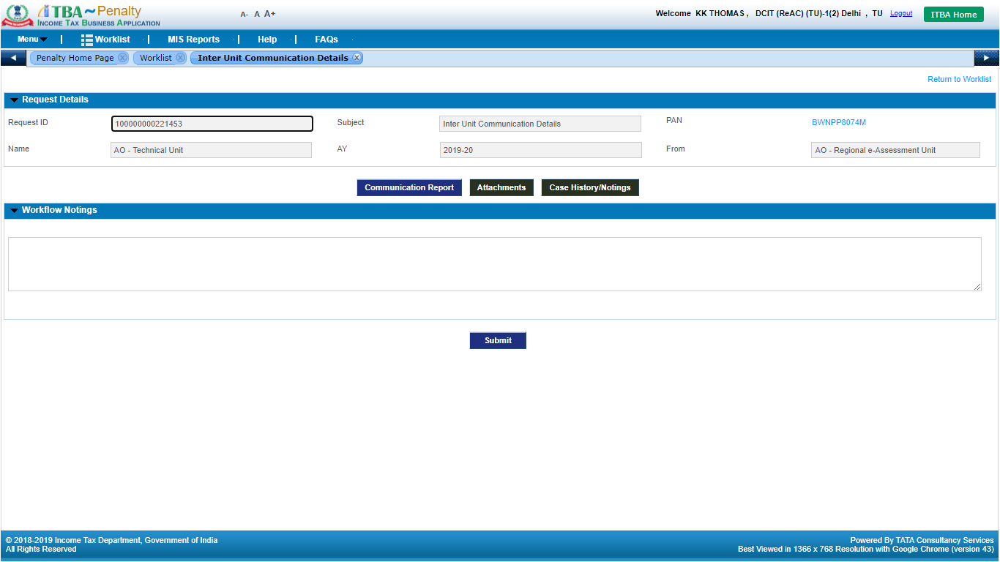 ITBA ~ Penalty
INCOME TAX BUSINESS APPLICATION
A- A A+
Welcome KK THOMAS , DCIT (ReAC) (TU)-1(2) Delhi , TU Logout ITBA Home
Menu | Worklist | MIS Reports | Help | FAQs
Penalty Home Page Worklist Inter Unit Communication Details
Return to Worklist
Request Details
Request ID 100000000221453 Subject Inter Unit Communication Details PAN BWNPP8074M
Name AO - Technical Unit AY 2019-20 From AO - Regional e-Assessment Unit
Communication Report Attachments Case History/Notings
Workflow Notings
Submit
© 2018-2019 Income Tax Department, Government of India Powered By TATA Consultancy Services
All Rights Reserved Best Viewed in 1366 x 768 Resolution with Google Chrome (version 43)